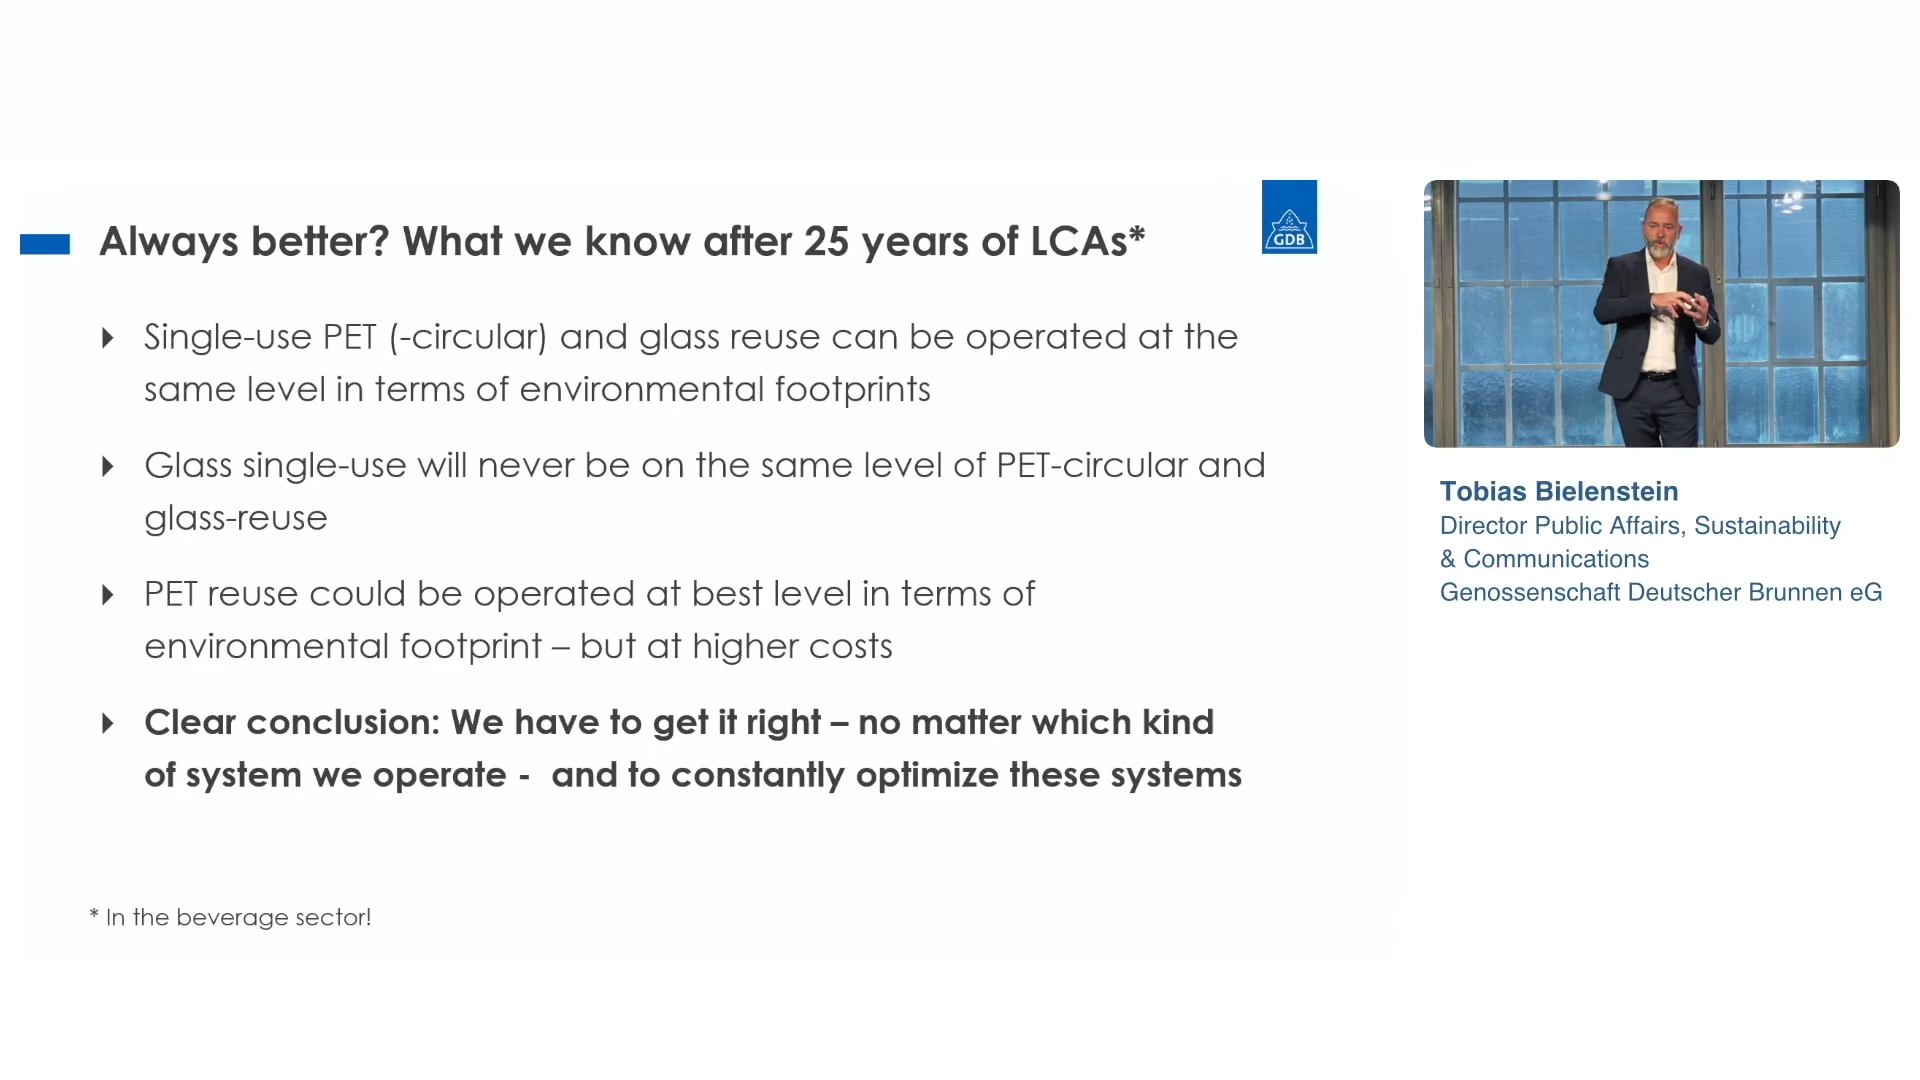 Always better? What we know after 25 years of LCAs*
GDB
Single-use PET (-circular) and glass reuse can be operated at the
same level in terms of environmental footprints
Glass single-use will never be on the same level of PET-circular and
glass-reuse
PET reuse could be operated at best level in terms of
environmental footprint – but at higher costs
Clear conclusion: We have to get it right – no matter which kind
of system we operate -  and to constantly optimize these systems
* In the beverage sector!
Tobias Bielenstein
Director Public Affairs, Sustainability
& Communications
Genossenschaft Deutscher Brunnen eG